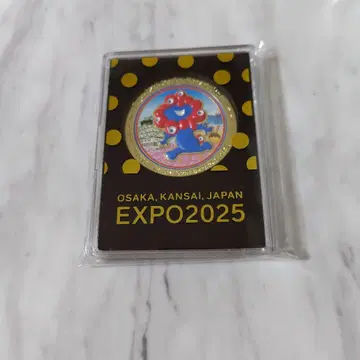 OSAKA, KANSAI, JAPAN
EXPO2025